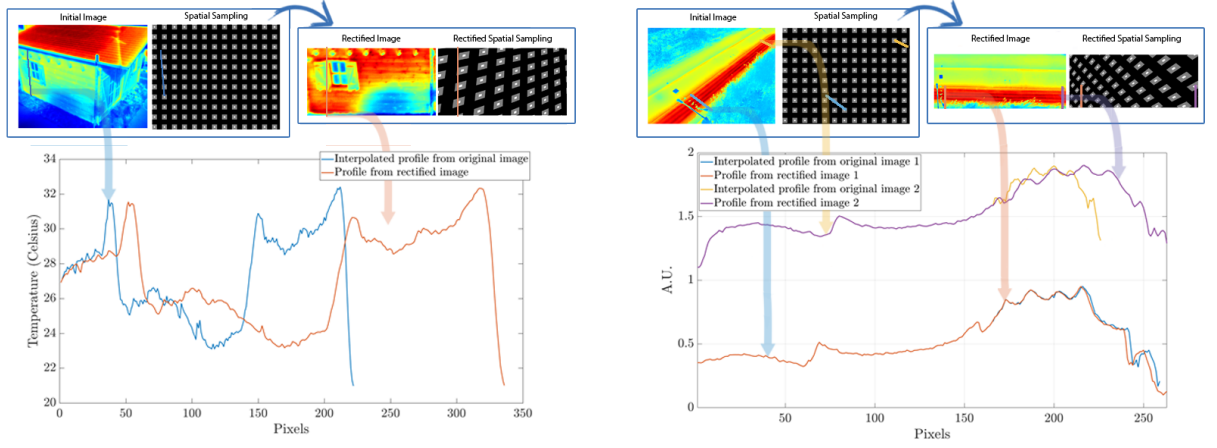 Initial Image
Spatial Sampling
Rectified Image
Rectified Spatial Sampling
34
32
30
28
26
24
22
20
Temperature (Celsius)
Interpolated profile from original image
Profile from rectified image
0
50
100
150
200
250
300
350
Pixels
Initial Image
Spatial Sampling
Rectified Image
Rectified Spatial Sampling
2
1.5
1
0.5
0
A.U.
Interpolated profile from original image 1
Profile from rectified image 1
Interpolated profile from original image 2
Profile from rectified image 2
50
100
150
200
250
Pixels